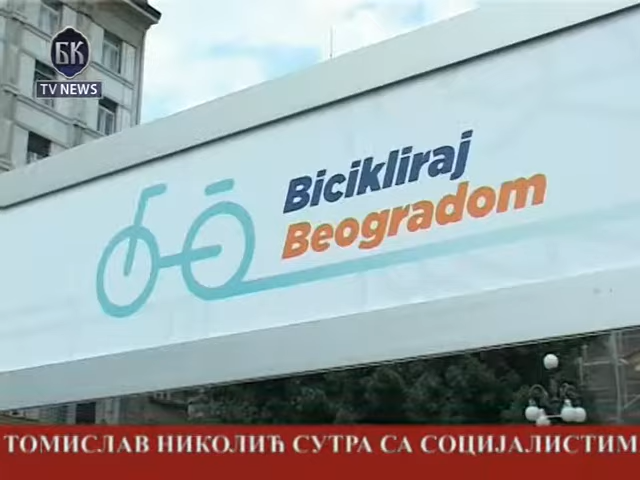 БК
TV NEWS
Bicikliraj
Beogradom
ТОМИСЛАВ НИКОЛИЋ СУТРА СА СОЦИЈАЛИСТИМ